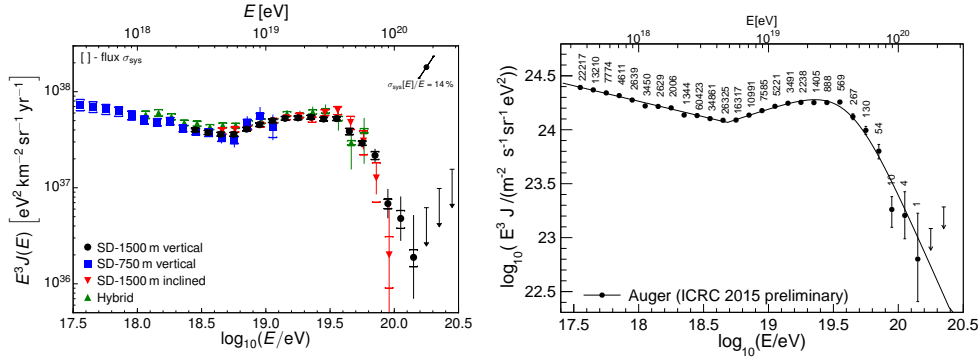 E [eV]
10^18 10^19 10^20
[ ] - flux σsys
σsys[E]/E = 14 %
10^38
10^37
10^36
E^3 J(E) [eV^2 km^-2 sr^-1 yr^-1]
SD-1500 m vertical
SD-750 m vertical
SD-1500 m inclined
Hybrid
17.5 18.0 18.5 19.0 19.5 20.0 20.5
log10(E/eV)
E[eV]
10^18 10^19 10^20
24.5
24
23.5
23
22.5
log10( E^3 J /(m^-2 s^-1 sr^-1 eV^2))
22217
13210
7774
4611
2639
3450
2629
2006
1344
60423
34861
26325
16317
10991
7585
5221
3491
2238
1405
888
569
267
130
54
10
4
1
Auger (ICRC 2015 preliminary)
17.5 18 18.5 19 19.5 20 20.5
log10(E/eV)